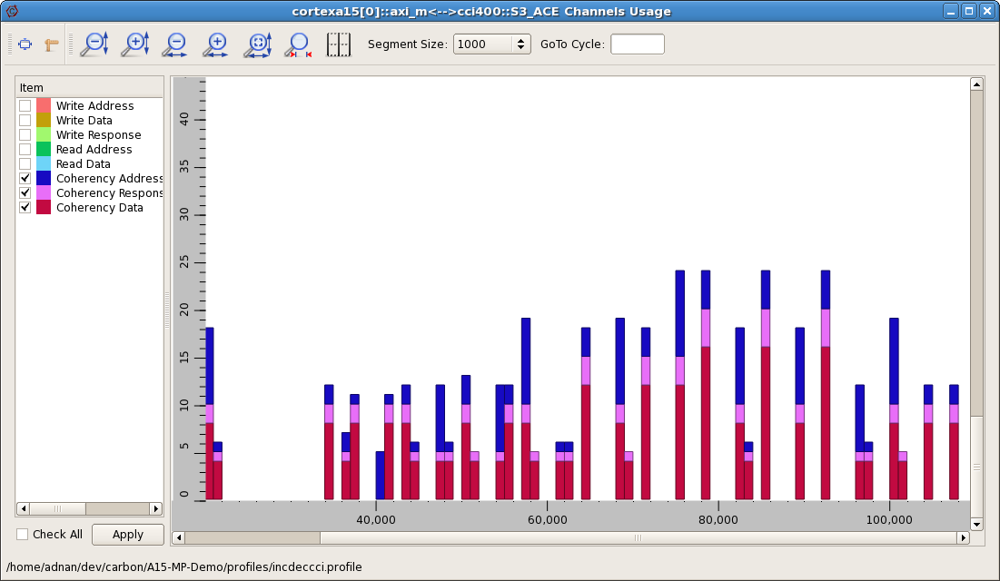 cortexa15[0]::axi_m<-->cci400::S3_ACE Channels Usage
Segment Size: 1000 GoTo Cycle:
Item
Write Address
Write Data
Write Response
Read Address
Read Data
Coherency Address
Coherency Respons
Coherency Data
Check All Apply
40
35
30
25
20
15
10
5
0
40,000 60,000 80,000 100,000
/home/adnan/dev/carbon/A15-MP-Demo/profiles/incdeccci.profile